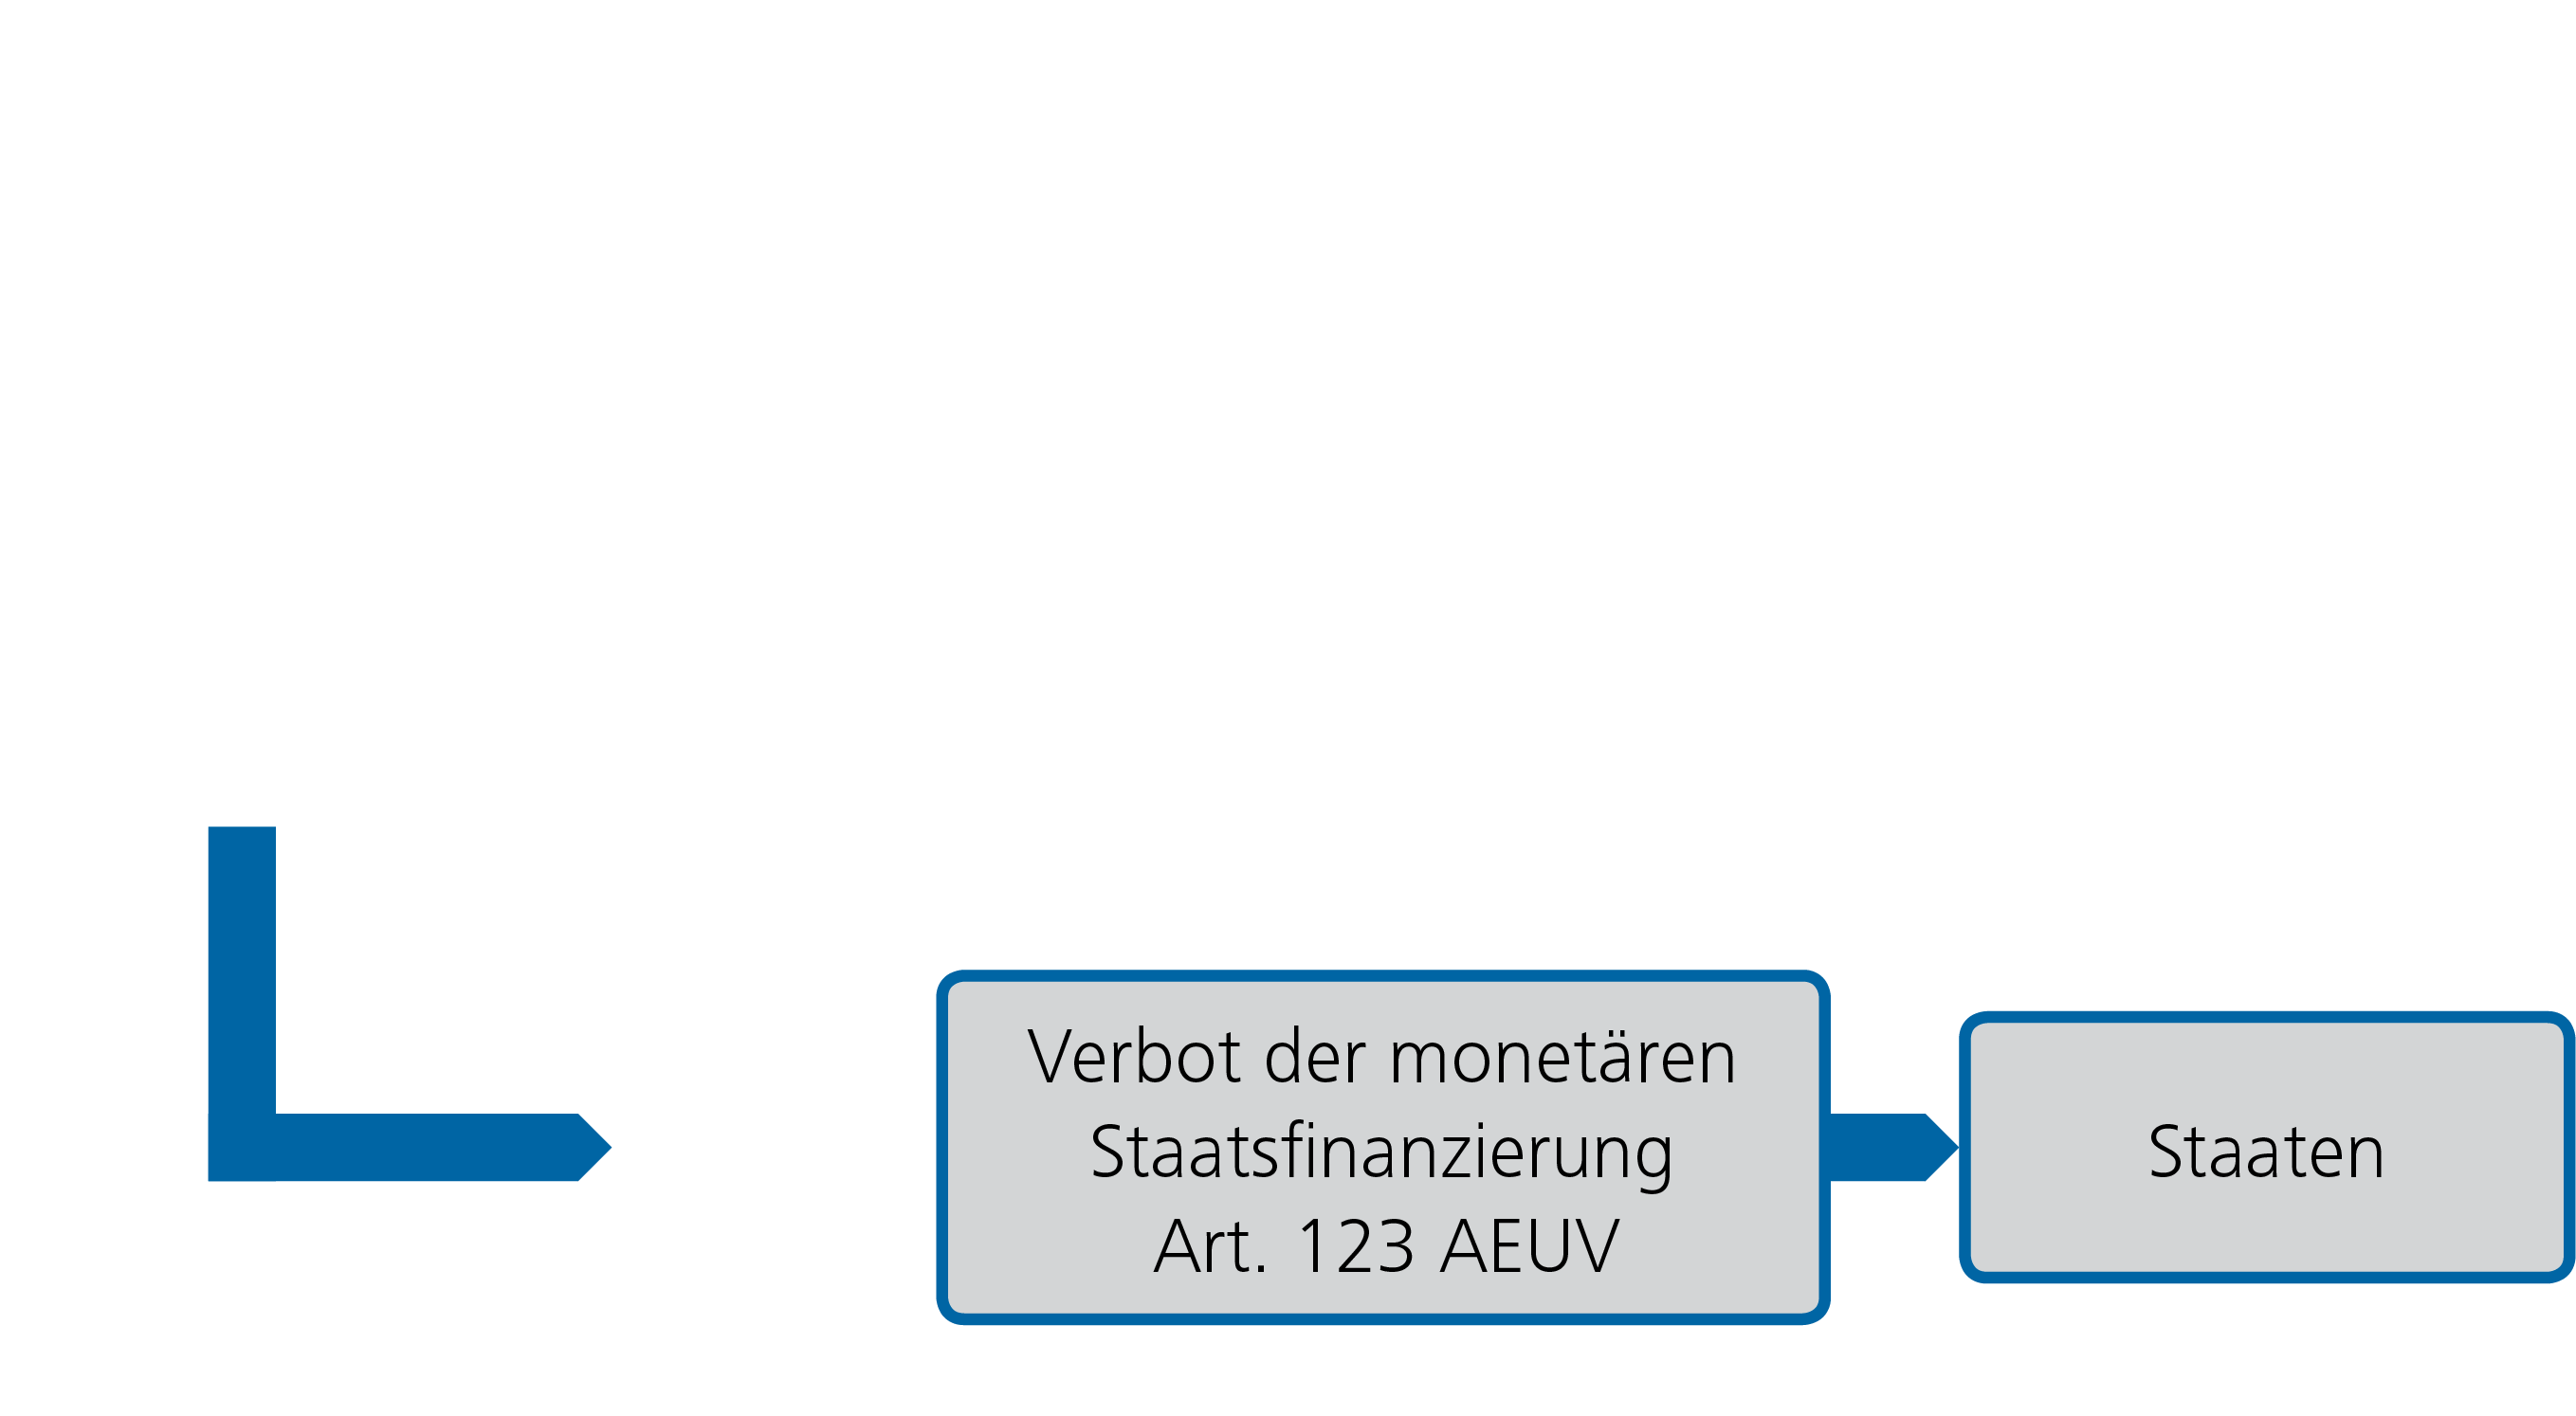 Verbot der monetären
Staatsfinanzierung
Art. 123 AEUV
Staaten